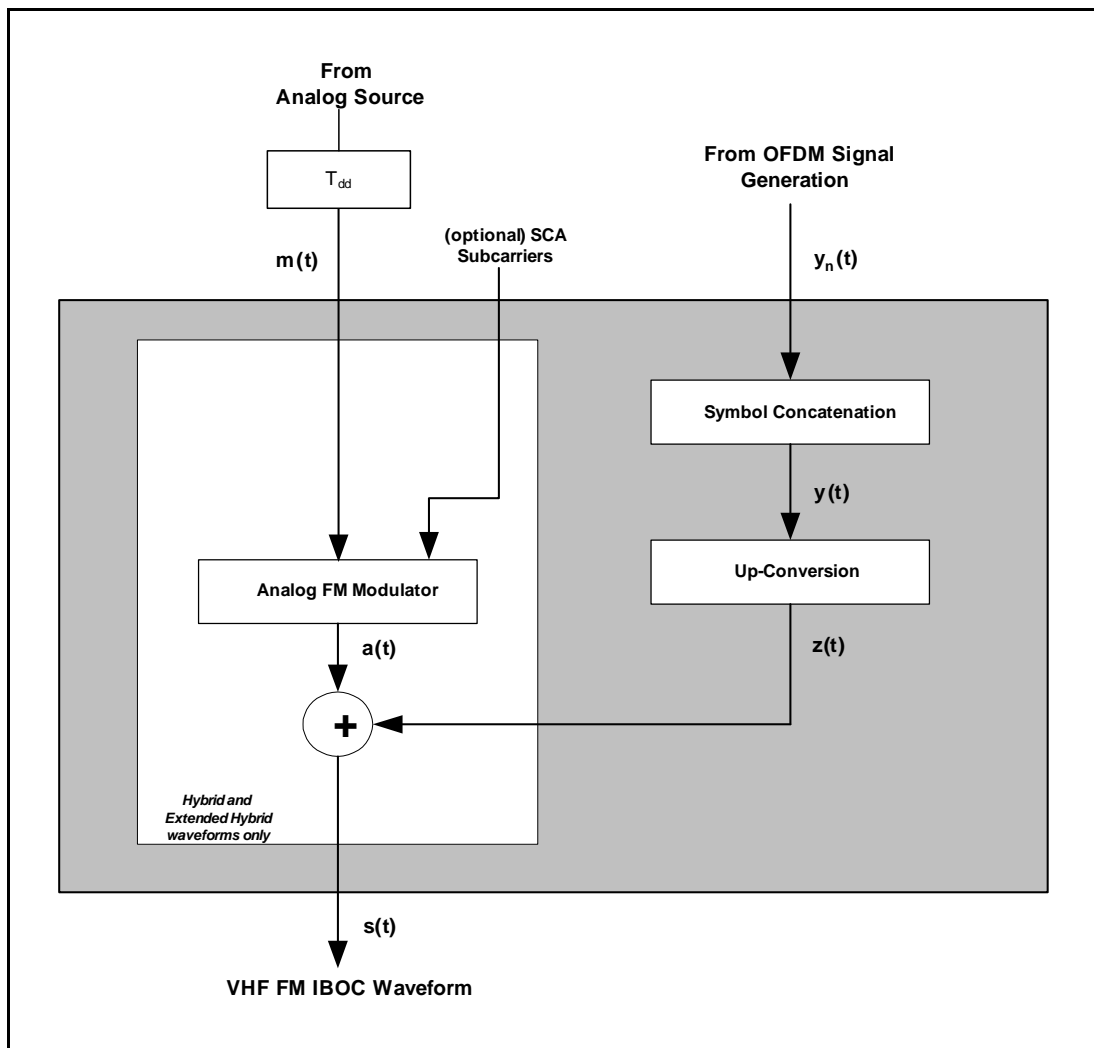 From
Analog Source
T_dd
m(t)
(optional) SCA
Subcarriers
From OFDM Signal
Generation
y_n(t)
Symbol Concatenation
y(t)
Up-Conversion
z(t)
Analog FM Modulator
a(t)
+
Hybrid and
Extended Hybrid
waveforms only
s(t)
VHF FM IBOC Waveform